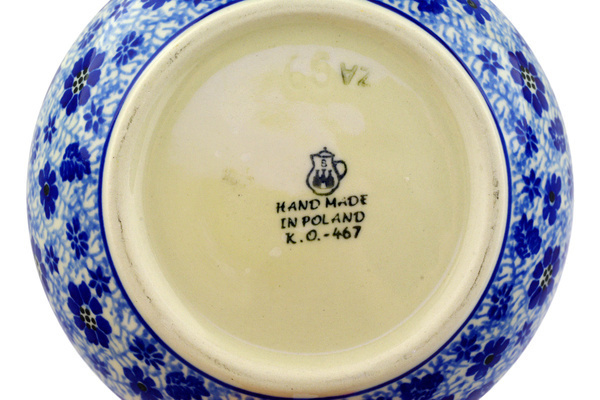 S
HAND MADE
IN POLAND
K.O.-467